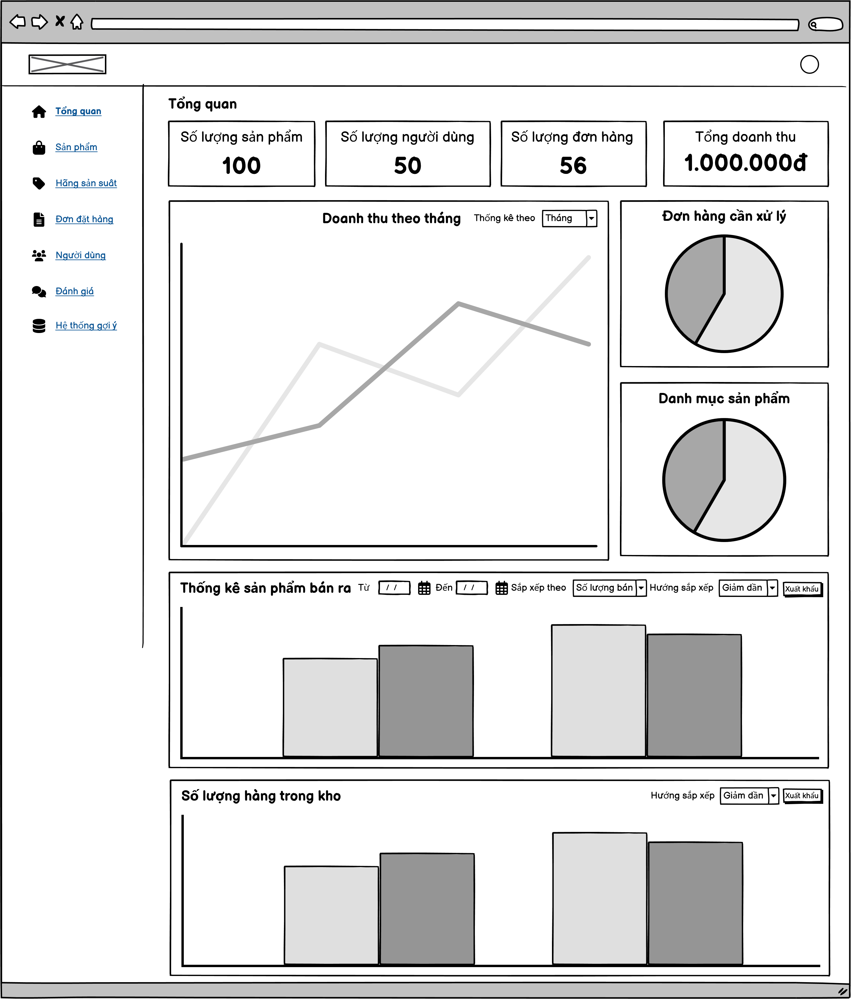 Tổng quan
Sản phẩm
Hãng sản suât
Đơn đặt hàng
Người dùng
Đánh giá
Hệ thống gợi ý
Tổng quan
Số lượng sản phẩm
100
Số lượng người dùng
50
Số lượng đơn hàng
56
Tổng doanh thu
1.000.000đ
Doanh thu theo tháng Thống kê theo Tháng
Đơn hàng cần xử lý
Danh mục sản phẩm
Thống kê sản phẩm bán ra Từ / / Đến / / Sắp xếp theo Số lượng bán Hướng sắp xếp Giảm dần Xuất khẩu
Số lượng hàng trong kho Hướng sắp xếp Giảm dần Xuất khẩu